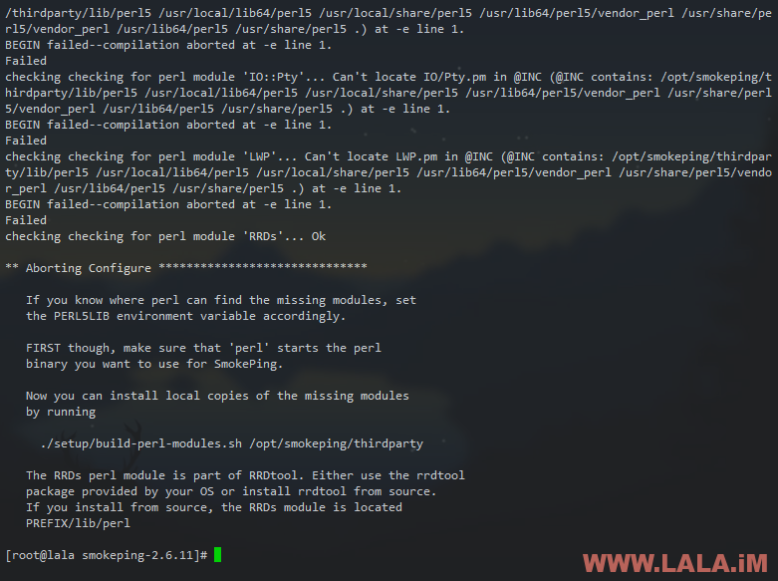 /thirdparty/lib/perl5 /usr/local/lib64/perl5 /usr/local/share/perl5 /usr/lib64/perl5/vendor_perl /usr/share/pe
rl5/vendor_perl /usr/lib64/perl5 /usr/share/perl5 .) at -e line 1.
BEGIN failed--compilation aborted at -e line 1.
Failed
checking checking for perl module 'IO::Pty'... Can't locate IO/Pty.pm in @INC (@INC contains: /opt/smokeping/t
hirdparty/lib/perl5 /usr/local/lib64/perl5 /usr/local/share/perl5 /usr/lib64/perl5/vendor_perl /usr/share/perl
5/vendor_perl /usr/lib64/perl5 /usr/share/perl5 .) at -e line 1.
BEGIN failed--compilation aborted at -e line 1.
Failed
checking checking for perl module 'LWP'... Can't locate LWP.pm in @INC (@INC contains: /opt/smokeping/thirdpar
ty/lib/perl5 /usr/local/lib64/perl5 /usr/local/share/perl5 /usr/lib64/perl5/vendor_perl /usr/share/perl5/vendo
r_perl /usr/lib64/perl5 /usr/share/perl5 .) at -e line 1.
BEGIN failed--compilation aborted at -e line 1.
Failed
checking checking for perl module 'RRDs'... Ok
** Aborting Configure ******************************
If you know where perl can find the missing modules, set
the PERL5LIB environment variable accordingly.
FIRST though, make sure that 'perl' starts the perl
binary you want to use for SmokePing.
Now you can install local copies of the missing modules
by running
./setup/build-perl-modules.sh /opt/smokeping/thirdparty
The RRDs perl module is part of RRDtool. Either use the rrdtool
package provided by your OS or install rrdtool from source.
If you install from source, the RRDs module is located
PREFIX/lib/perl
[root@lala smokeping-2.6.11]#
WWW.LALA.iM